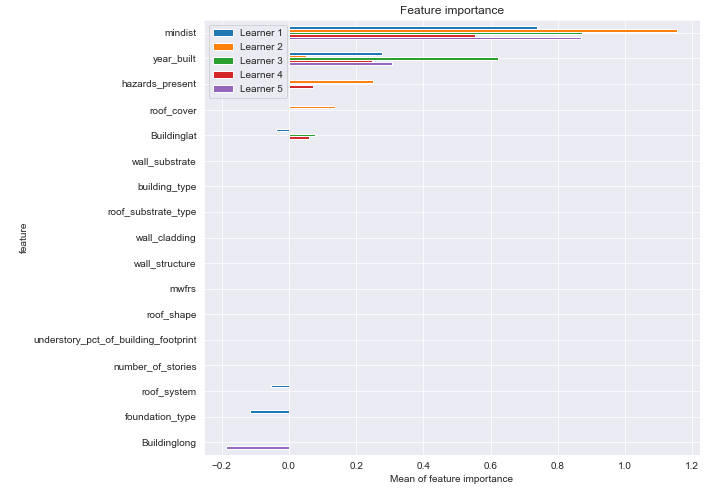 Feature importance
mindist
year_built
hazards_present
roof_cover
Buildinglat
wall_substrate
building_type
roof_substrate_type
wall_cladding
wall_structure
mwfrs
roof_shape
understory_pct_of_building_footprint
number_of_stories
roof_system
foundation_type
Buildinglong
feature
Learner 1
Learner 2
Learner 3
Learner 4
Learner 5
−0.2 0.0 0.2 0.4 0.6 0.8 1.0 1.2
Mean of feature importance